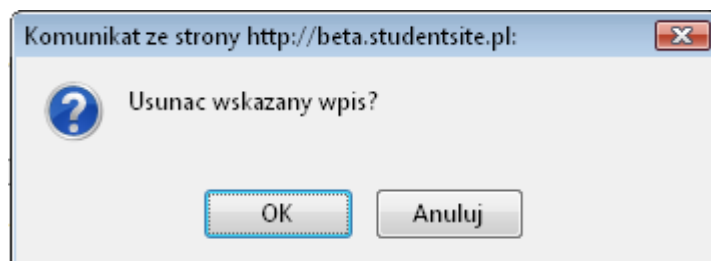 Komunikat ze strony http://beta.studentsite.pl:
Usunac wskazany wpis?
OK
Anuluj